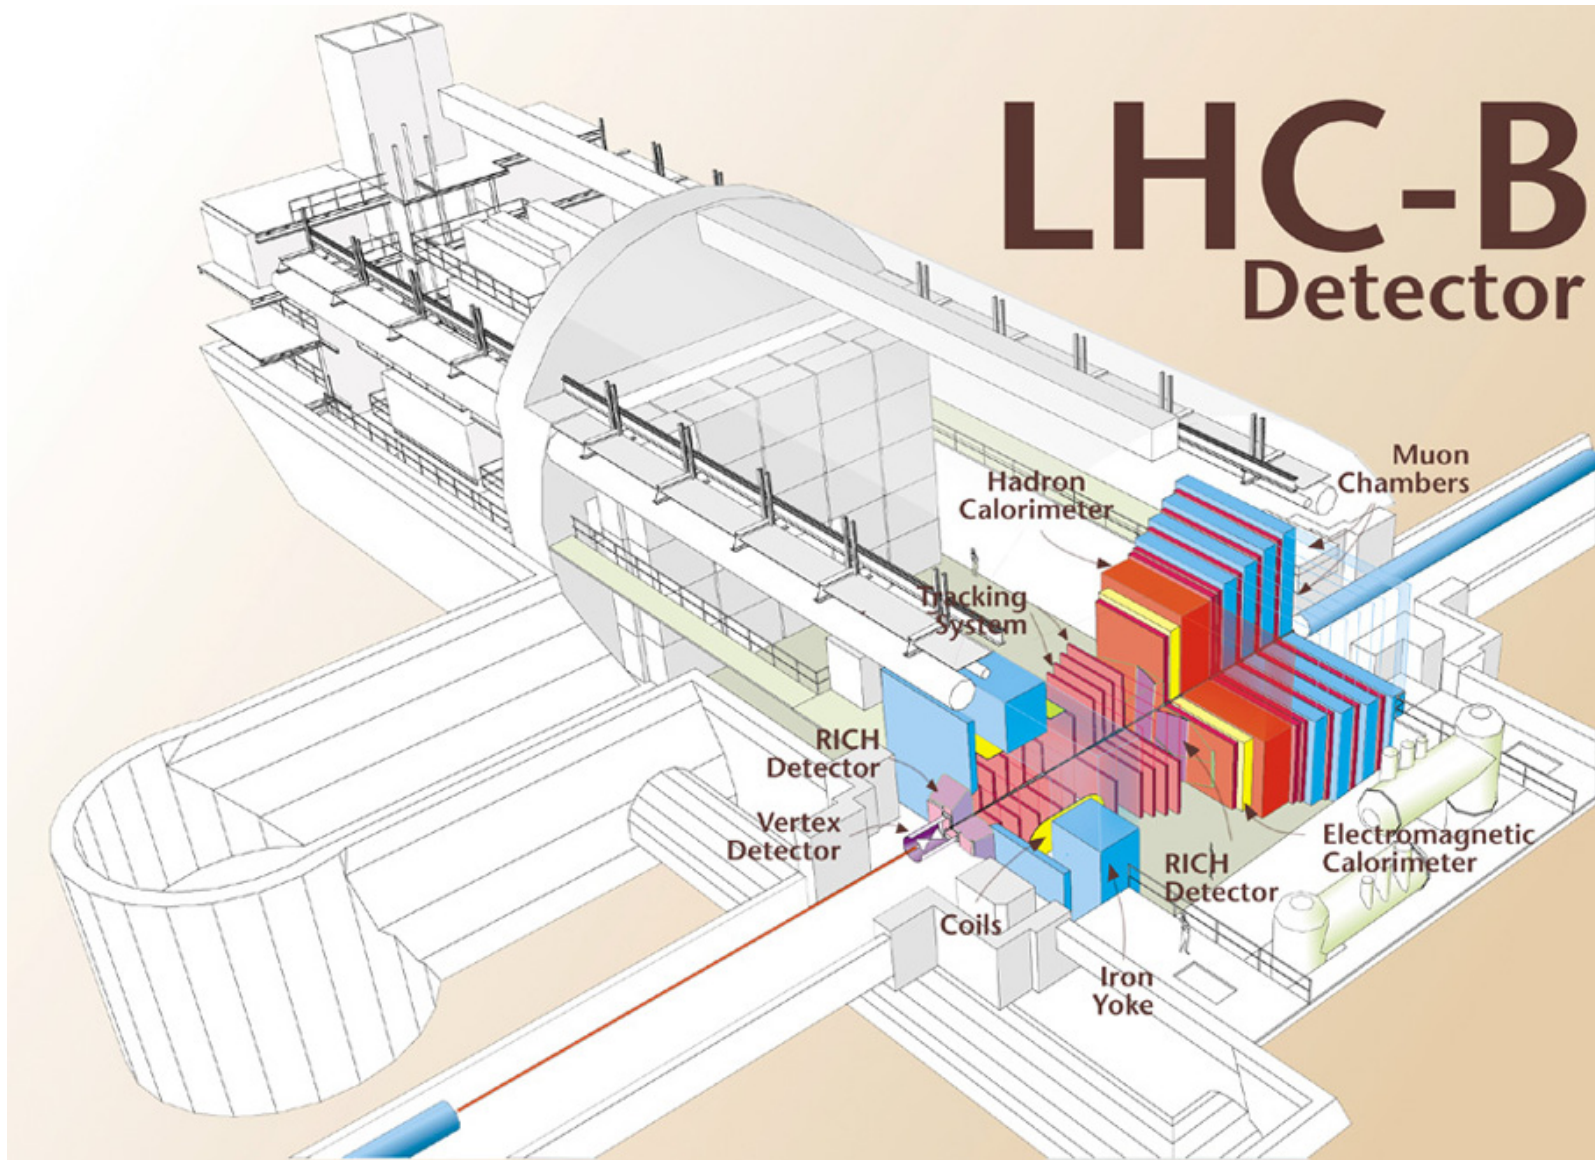 LHC-B
Detector
Muon
Chambers
Hadron
Calorimeter
Tracking
System
RICH
Detector
Vertex
Detector
Electromagnetic
Calorimeter
RICH
Detector
Coils
Iron
Yoke